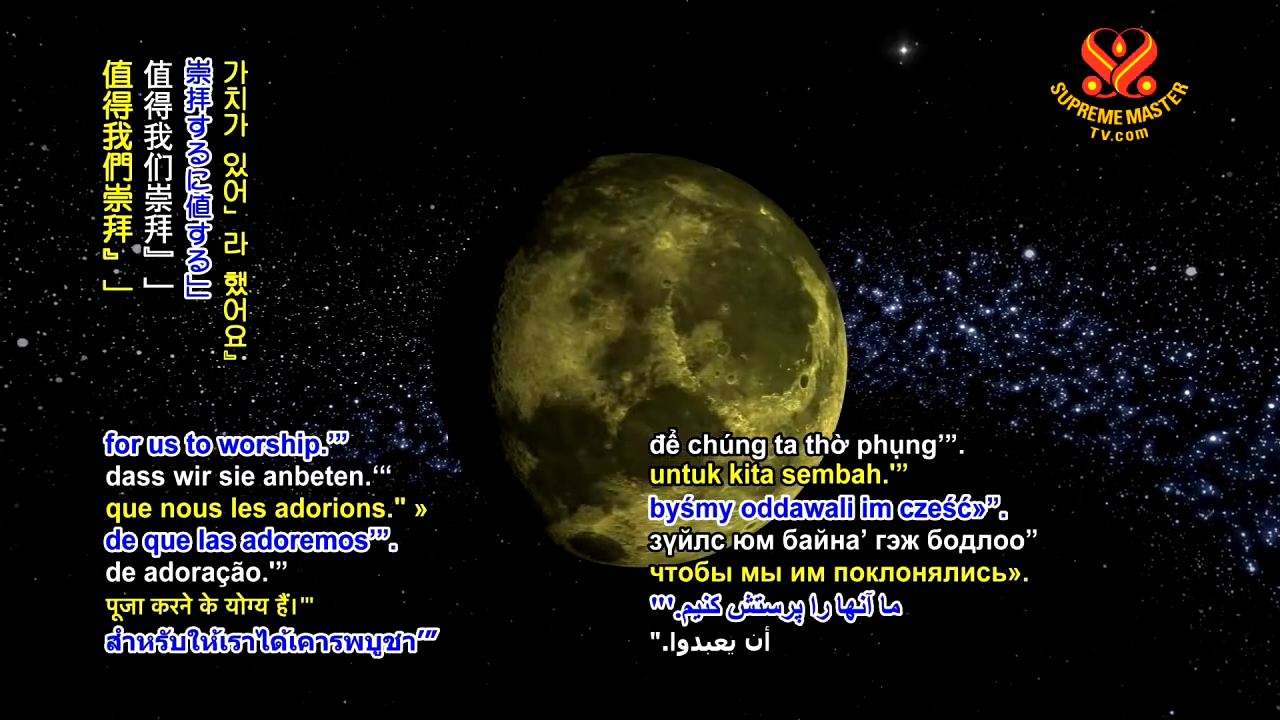 가치가 있어」라 했어요』
崇拝するに値する」
值得我们崇拜』」
值得我們崇拜』」
SUPREME MASTER
TV.com
for us to worship.’”
dass wir sie anbeten.‘“
que nous les adorions." »
de que las adoremos’”.
de adoração.'”
पूजा करने के योग्य हैं।'"
สำหรับให้เราได้เคารพบูชา’”
để chúng ta thờ phụng’”.
untuk kita sembah.'”
byśmy oddawali im cześć»”.
зүйлс юм байна’ гэж бодлоо”
чтобы мы им поклонялись».
ما آنها را پرستش کنیم.'"
أن يعبدوا."